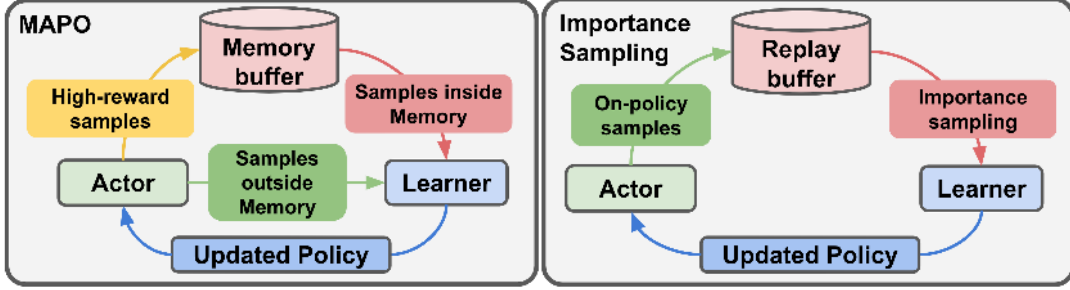 MAPO
Memory
buffer
High-reward
samples
Samples inside
Memory
Actor
Samples
outside
Memory
Learner
Updated Policy
Importance
Sampling
Replay
buffer
On-policy
samples
Importance
sampling
Actor
Learner
Updated Policy